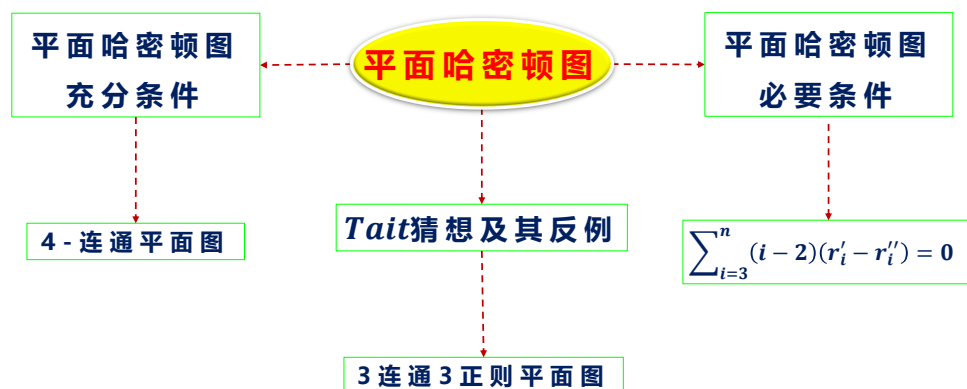 平面哈密顿图
平面哈密顿图
充分条件
平面哈密顿图
必要条件
Tait猜想及其反例
4-连通平面图
∑_{i=3}^{n}(i − 2)(r_i′ − r_i″) = 0
3连通3正则平面图